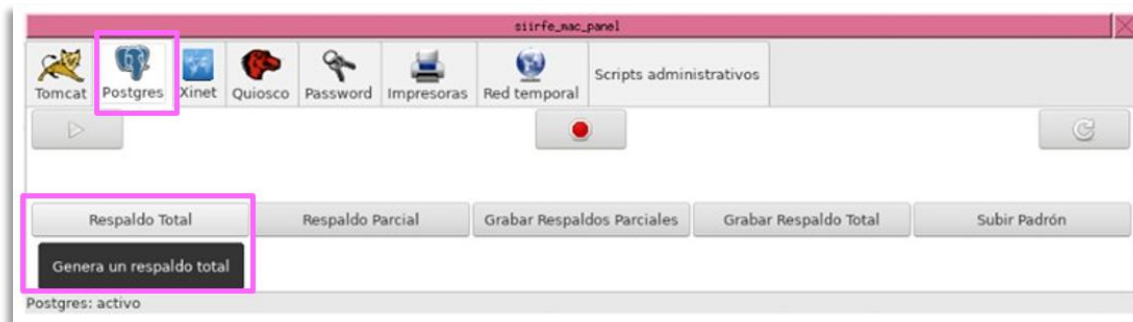 siirfe_mac_panel
Tomcat Postgres Xinet Quiosco Password Impresoras Red temporal Scripts administrativos
Respaldo Total Respaldo Parcial Grabar Respaldos Parciales Grabar Respaldo Total Subir Padrón
Genera un respaldo total
Postgres: activo